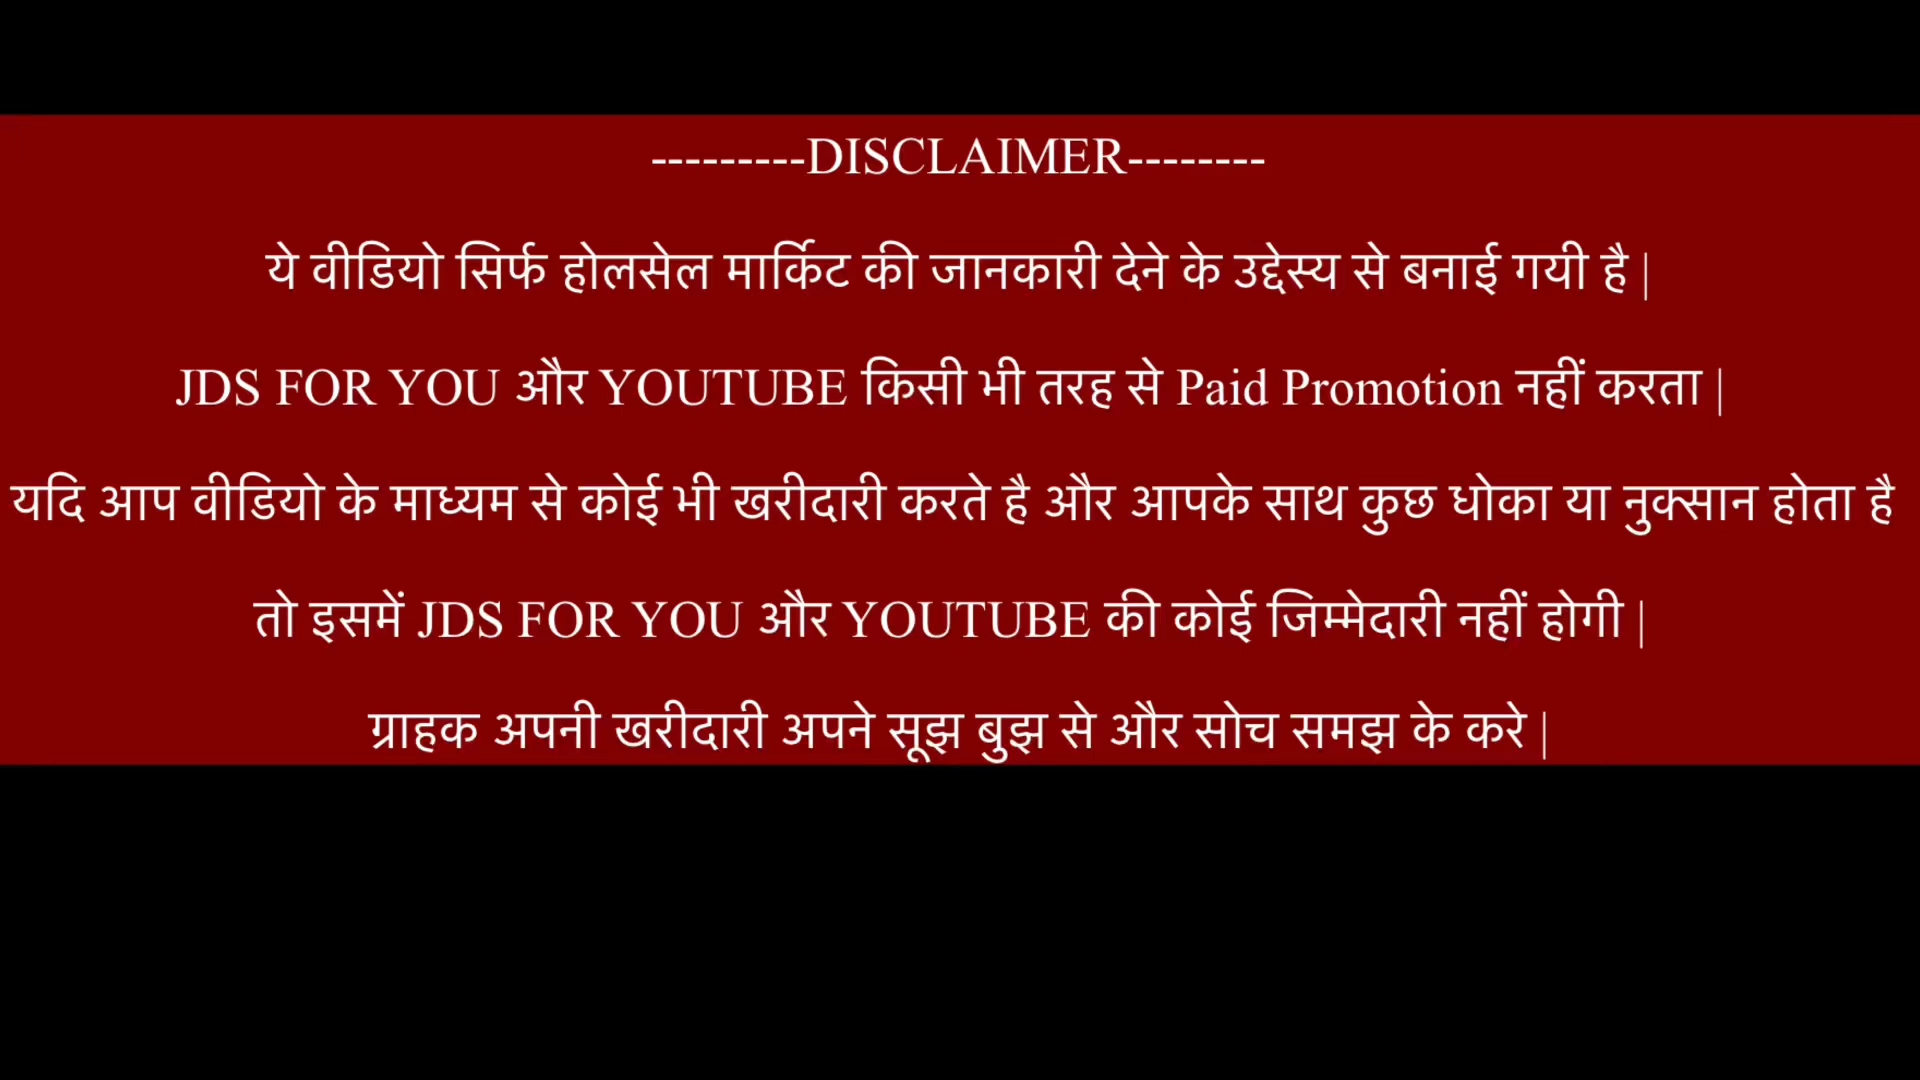 ---------DISCLAIMER--------
ये वीडियो सिर्फ होलसेल मार्किट की जानकारी देने के उद्देस्य से बनाई गयी है |
JDS FOR YOU और YOUTUBE किसी भी तरह से Paid Promotion नहीं करता |
यदि आप वीडियो के माध्यम से कोई भी खरीदारी करते है और आपके साथ कुछ धोका या नुक्सान होता है
तो इसमें JDS FOR YOU और YOUTUBE की कोई जिम्मेदारी नहीं होगी |
ग्राहक अपनी खरीदारी अपने सूझ बुझ से और सोच समझ के करे |